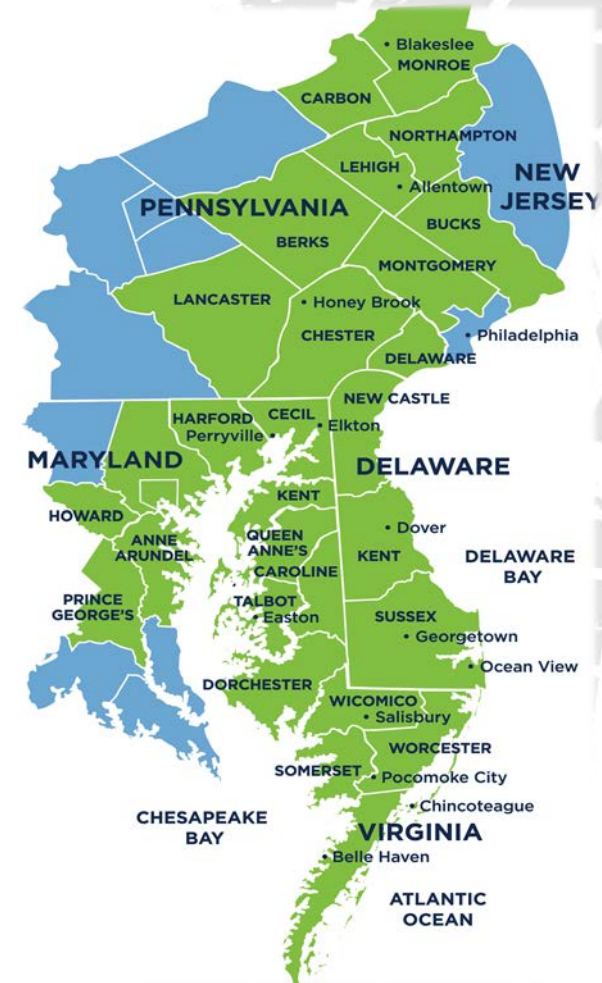 Blakeslee
MONROE
CARBON
NORTHAMPTON
LEHIGH
Allentown
NEW
JERSEY
PENNSYLVANIA
BUCKS
BERKS
MONTGOMERY
LANCASTER
Honey Brook
CHESTER
Philadelphia
DELAWARE
NEW CASTLE
HARFORD
CECIL
Elkton
Perryville
MARYLAND
DELAWARE
KENT
HOWARD
ANNE
ARUNDEL
QUEEN
ANNE'S
Dover
KENT
DELAWARE
BAY
CAROLINE
PRINCE
GEORGE'S
TALBOT
Easton
SUSSEX
Georgetown
Ocean View
DORCHESTER
WICOMICO
Salisbury
WORCESTER
SOMERSET
Pocomoke City
Chincoteague
CHESAPEAKE
BAY
VIRGINIA
Belle Haven
ATLANTIC
OCEAN